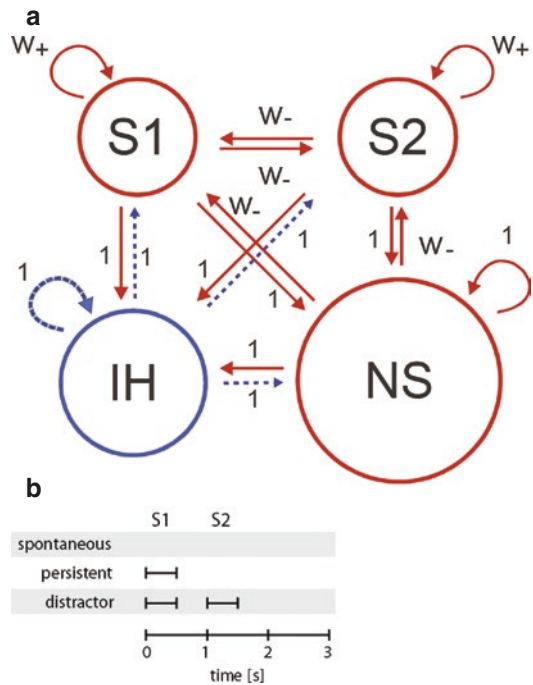 a
W+
W+
S1
S2
W-
W-
W-
1
1
1
1
1
W-
1
1
IH
NS
1
1
b
S1 S2
spontaneous
persistent
distractor
0 1 2 3
time [s]